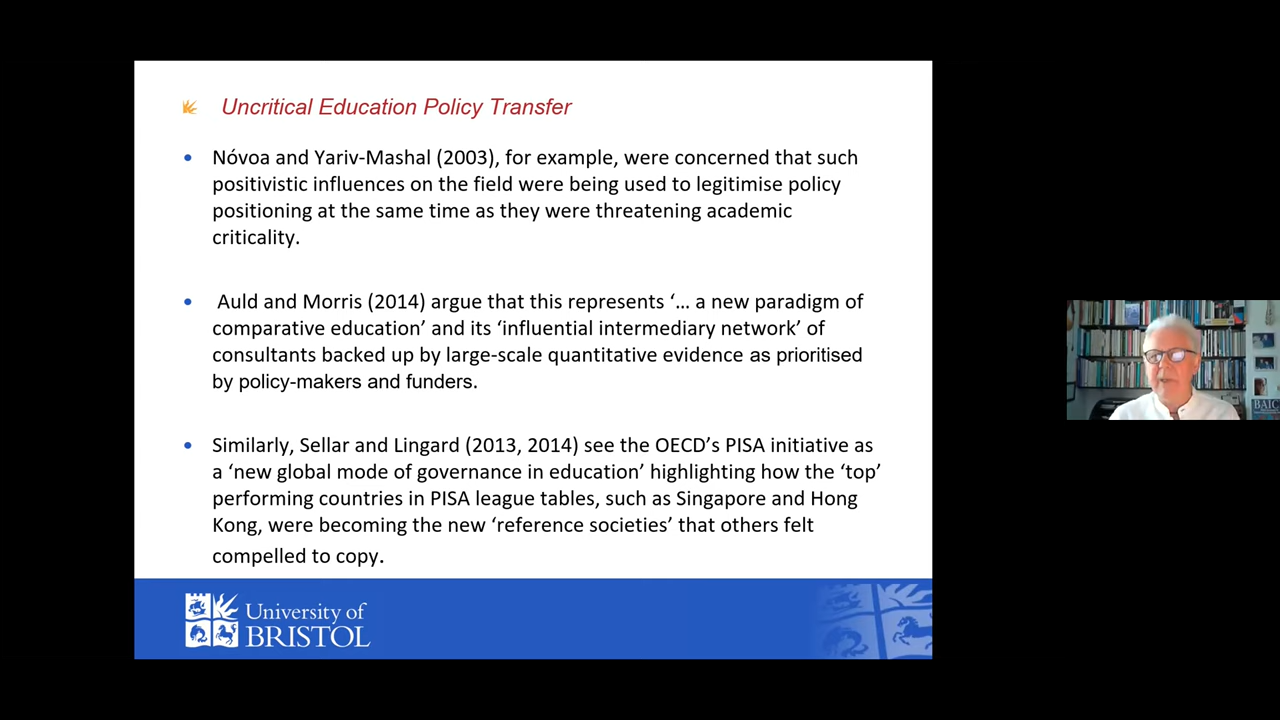 Uncritical Education Policy Transfer
• Nóvoa and Yariv-Mashal (2003), for example, were concerned that such
positivistic influences on the field were being used to legitimise policy
positioning at the same time as they were threatening academic
criticality.
• Auld and Morris (2014) argue that this represents ‘… a new paradigm of
comparative education’ and its ‘influential intermediary network’ of
consultants backed up by large-scale quantitative evidence as prioritised
by policy-makers and funders.
• Similarly, Sellar and Lingard (2013, 2014) see the OECD’s PISA initiative as
a ‘new global mode of governance in education’ highlighting how the ‘top’
performing countries in PISA league tables, such as Singapore and Hong
Kong, were becoming the new ‘reference societies’ that others felt
compelled to copy.
University of
BRISTOL
BAIC